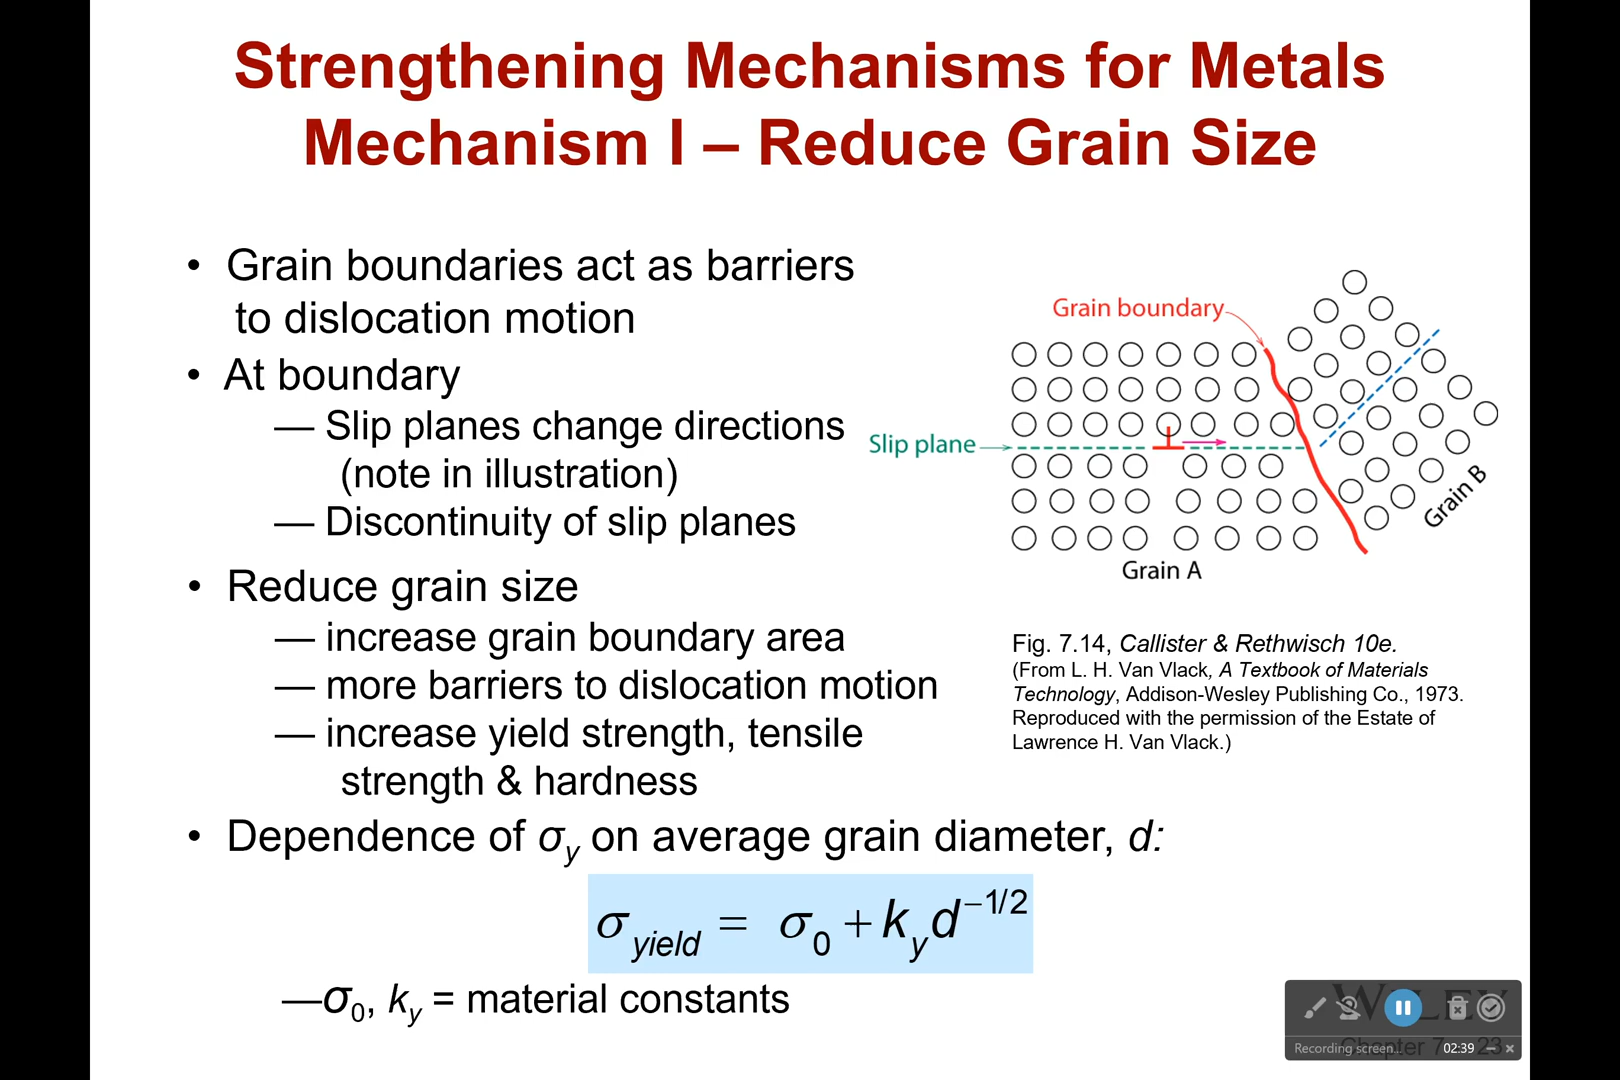 Strengthening Mechanisms for Metals
Mechanism I – Reduce Grain Size
• Grain boundaries act as barriers
to dislocation motion
• At boundary
— Slip planes change directions
(note in illustration)
— Discontinuity of slip planes
• Reduce grain size
— increase grain boundary area
— more barriers to dislocation motion
— increase yield strength, tensile
strength & hardness
• Dependence of σy on average grain diameter, d:
σyield = σ0 + kyd−1/2
—σ0, ky = material constants
Grain boundary
Slip plane
Grain A
Grain B
Fig. 7.14, Callister & Rethwisch 10e.
(From L. H. Van Vlack, A Textbook of Materials
Technology, Addison-Wesley Publishing Co., 1973.
Reproduced with the permission of the Estate of
Lawrence H. Van Vlack.)
WILEY
Recording screen...
02:39
Chapter 7 - 23